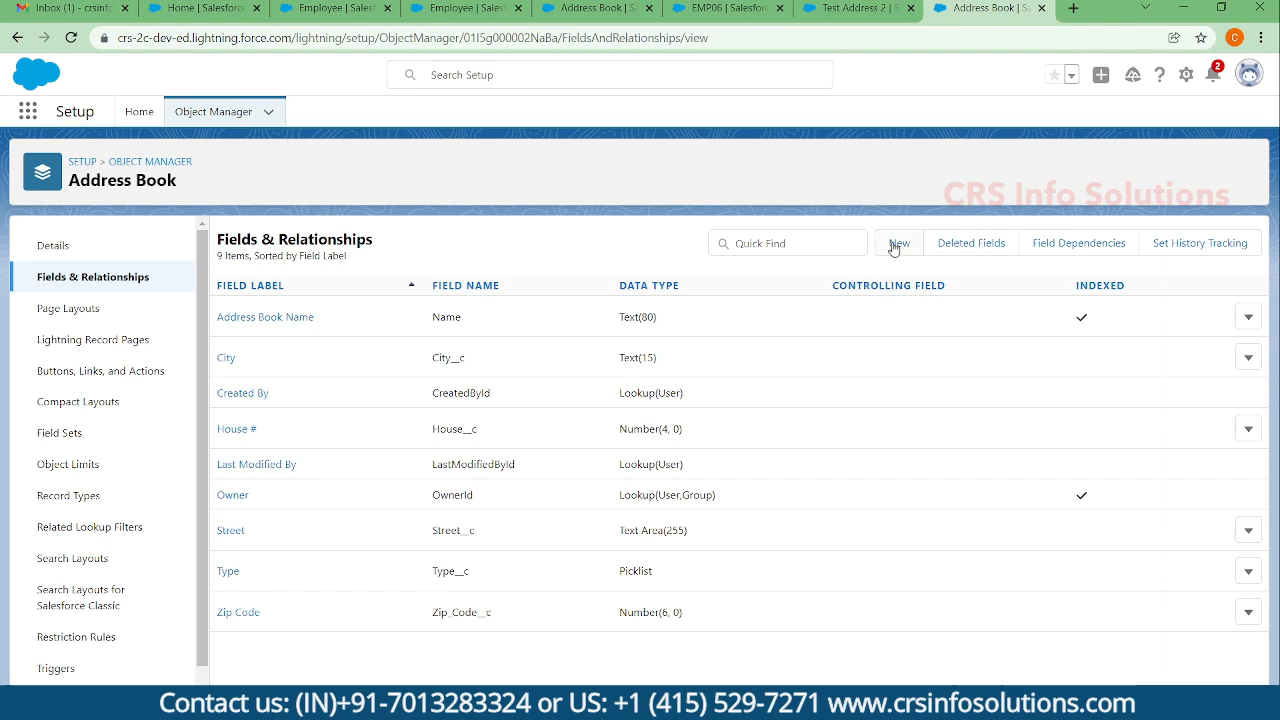 Inbox (1) - crsinfo
Home | Salesforc
Employee | Salesf
Employee | Salesf
Address Book | Sa
EMP06 | Salesfor
Test Address 2 | S
Address Book | Sa
crs-2c-dev-ed.lightning.force.com/lightning/setup/ObjectManager/01I5g000002NaBa/FieldsAndRelationships/view
C
Search Setup
2
Setup
Home
Object Manager
SETUP > OBJECT MANAGER
Address Book
CRS Info Solutions
Details
Fields & Relationships
Page Layouts
Lightning Record Pages
Buttons, Links, and Actions
Compact Layouts
Field Sets
Object Limits
Record Types
Related Lookup Filters
Search Layouts
Search Layouts for
Salesforce Classic
Restriction Rules
Triggers
Fields & Relationships
9 Items, Sorted by Field Label
Quick Find
New
Deleted Fields
Field Dependencies
Set History Tracking
FIELD LABEL FIELD NAME DATA TYPE CONTROLLING FIELD INDEXED
Address Book Name Name Text(80)
City City__c Text(15)
Created By CreatedById Lookup(User)
House # House__c Number(4, 0)
Last Modified By LastModifiedById Lookup(User)
Owner OwnerId Lookup(User,Group)
Street Street__c Text Area(255)
Type Type__c Picklist
Zip Code Zip_Code__c Number(6, 0)
Contact us: (IN)+91-7013283324 or US: +1 (415) 529-7271 www.crsinfosolutions.com